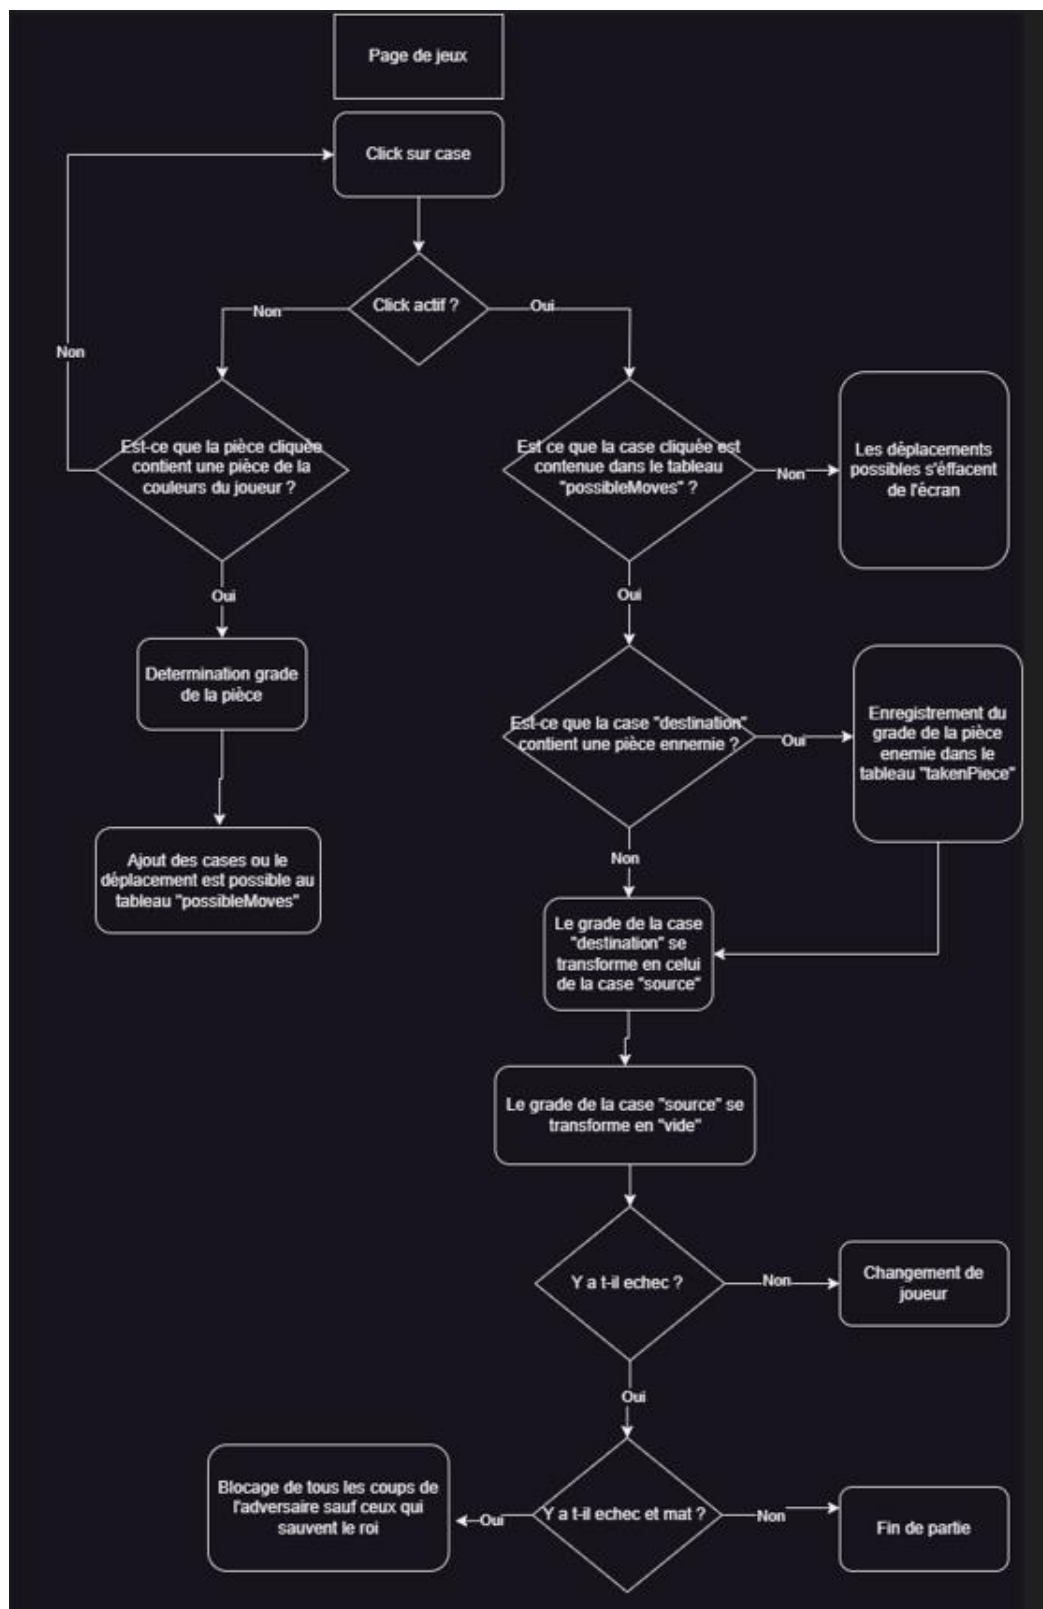 Page de jeux
Click sur case
Click actif ?
Non
Oui
Non
Est-ce que la pièce cliquée
contient une pièce de la
couleurs du joueur ?
Est ce que la case cliquée est
contenue dans le tableau
"possibleMoves" ?
Non
Les déplacements
possibles s'éffacent
de l'écran
Oui
Oui
Determination grade
de la pièce
Est-ce que la case "destination"
contient une pièce ennemie ?
Oui
Enregistrement du
grade de la pièce
enemie dans le
tableau "takenPiece"
Ajout des cases ou le
déplacement est possible au
tableau "possibleMoves"
Non
Le grade de la case
"destination" se
transforme en celui
de la case "source"
Le grade de la case "source" se
transforme en "vide"
Y a t-il echec ?
Non
Changement de
joueur
Oui
Blocage de tous les coups de
l'adversaire sauf ceux qui
sauvent le roi
Oui
Y a t-il echec et mat ?
Non
Fin de partie